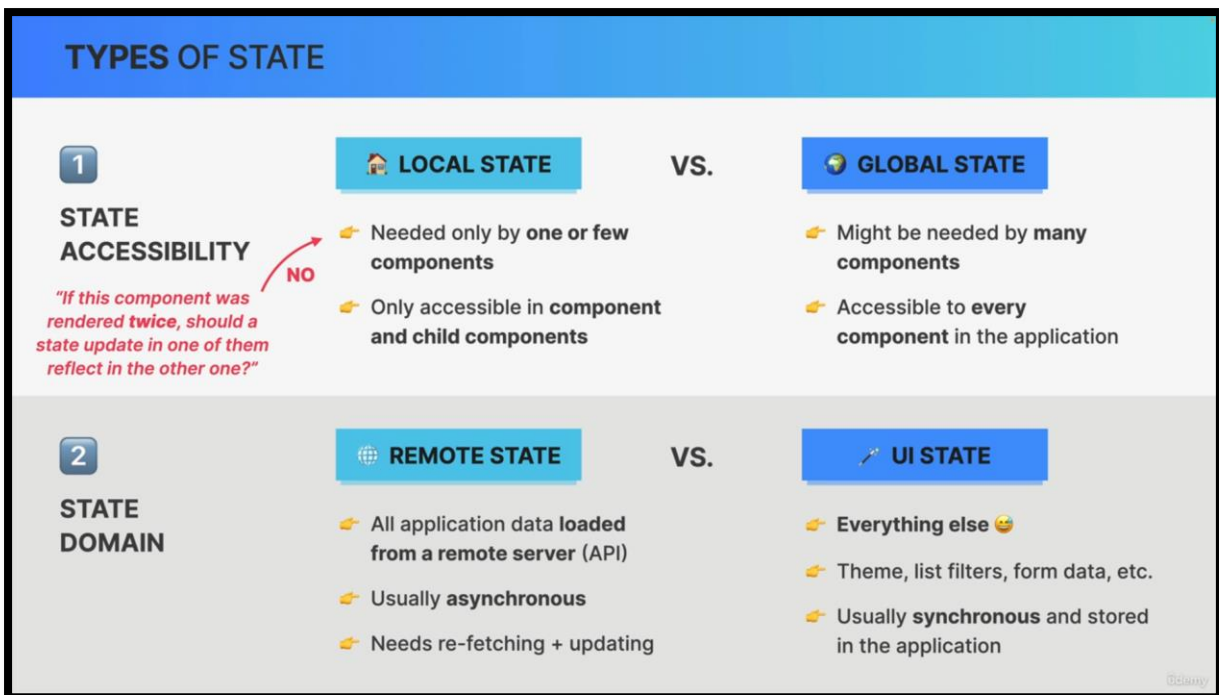 TYPES OF STATE
1
STATE
ACCESSIBILITY
"If this component was
rendered twice, should a
state update in one of them
reflect in the other one?"
NO
LOCAL STATE
Needed only by one or few
components
Only accessible in component
and child components
VS.
GLOBAL STATE
Might be needed by many
components
Accessible to every
component in the application
2
STATE
DOMAIN
REMOTE STATE
All application data loaded
from a remote server (API)
Usually asynchronous
Needs re-fetching + updating
VS.
UI STATE
Everything else
Theme, list filters, form data, etc.
Usually synchronous and stored
in the application
ûdemy